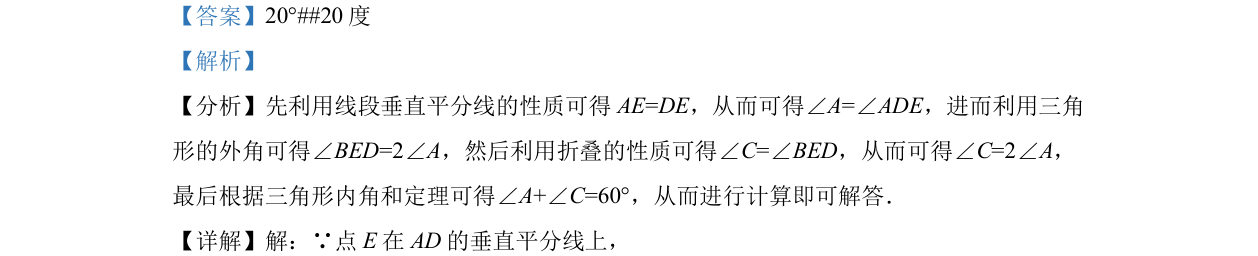 【答案】20°##20 度
【解析】
【分析】先利用线段垂直平分线的性质可得 AE=DE，从而可得∠A=∠ADE，进而利用三角
形的外角可得∠BED=2∠A，然后利用折叠的性质可得∠C=∠BED，从而可得∠C=2∠A，
最后根据三角形内角和定理可得∠A+∠C=60°，从而进行计算即可解答．
【详解】解：∵点 E 在 AD 的垂直平分线上，